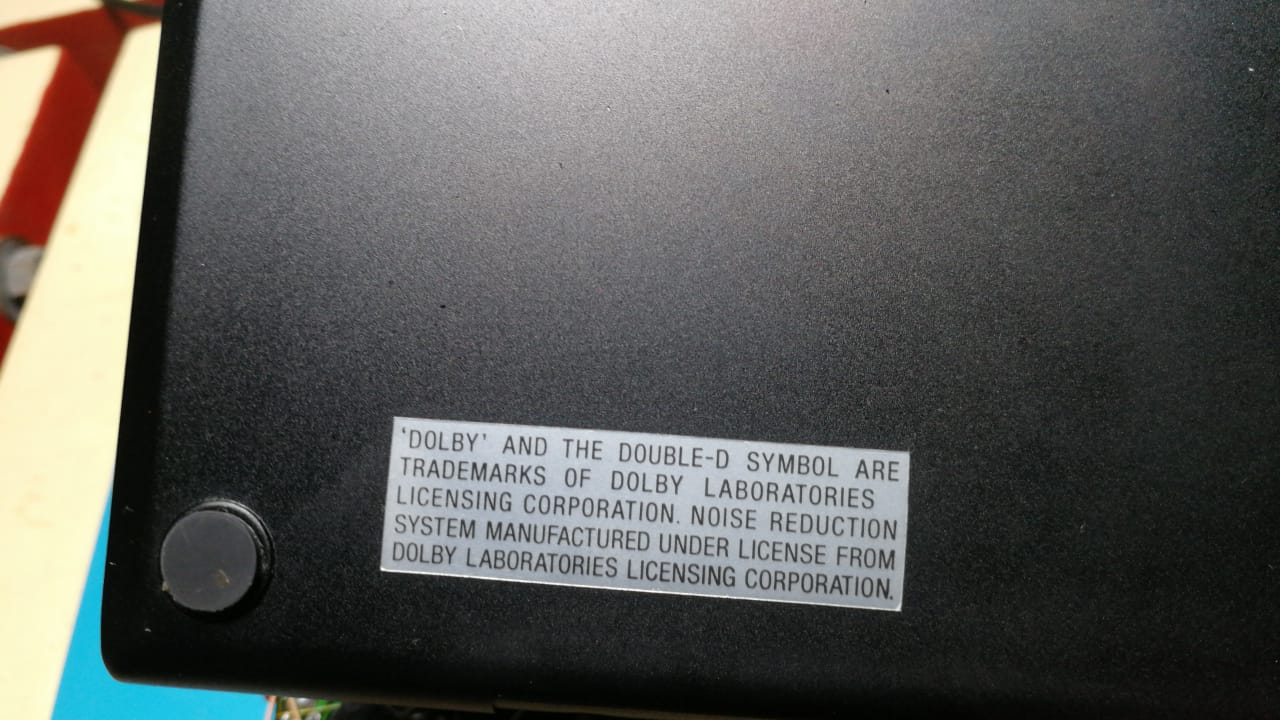 ‘DOLBY’ AND THE DOUBLE-D SYMBOL ARE
TRADEMARKS OF DOLBY LABORATORIES
LICENSING CORPORATION. NOISE REDUCTION
SYSTEM MANUFACTURED UNDER LICENSE FROM
DOLBY LABORATORIES LICENSING CORPORATION.